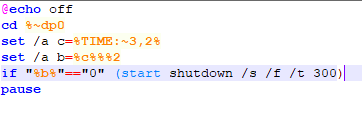 @echo off
cd %~dp0
set /a c=%TIME:~3,2%
set /a b=%c%%%2
if "%b%"=="0" (start shutdown /s /f /t 300)
pause